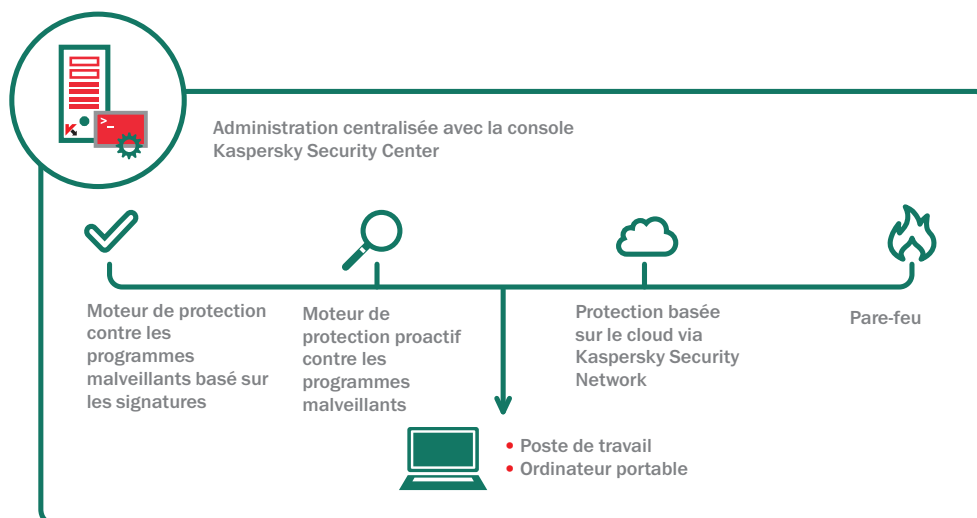 >_
Administration centralisée avec la console
Kaspersky Security Center
Moteur de protection
contre les
programmes
malveillants basé sur
les signatures
Moteur de
protection proactif
contre les
programmes
malveillants
Protection basée
sur le cloud via
Kaspersky Security
Network
Pare-feu
• Poste de travail
• Ordinateur portable